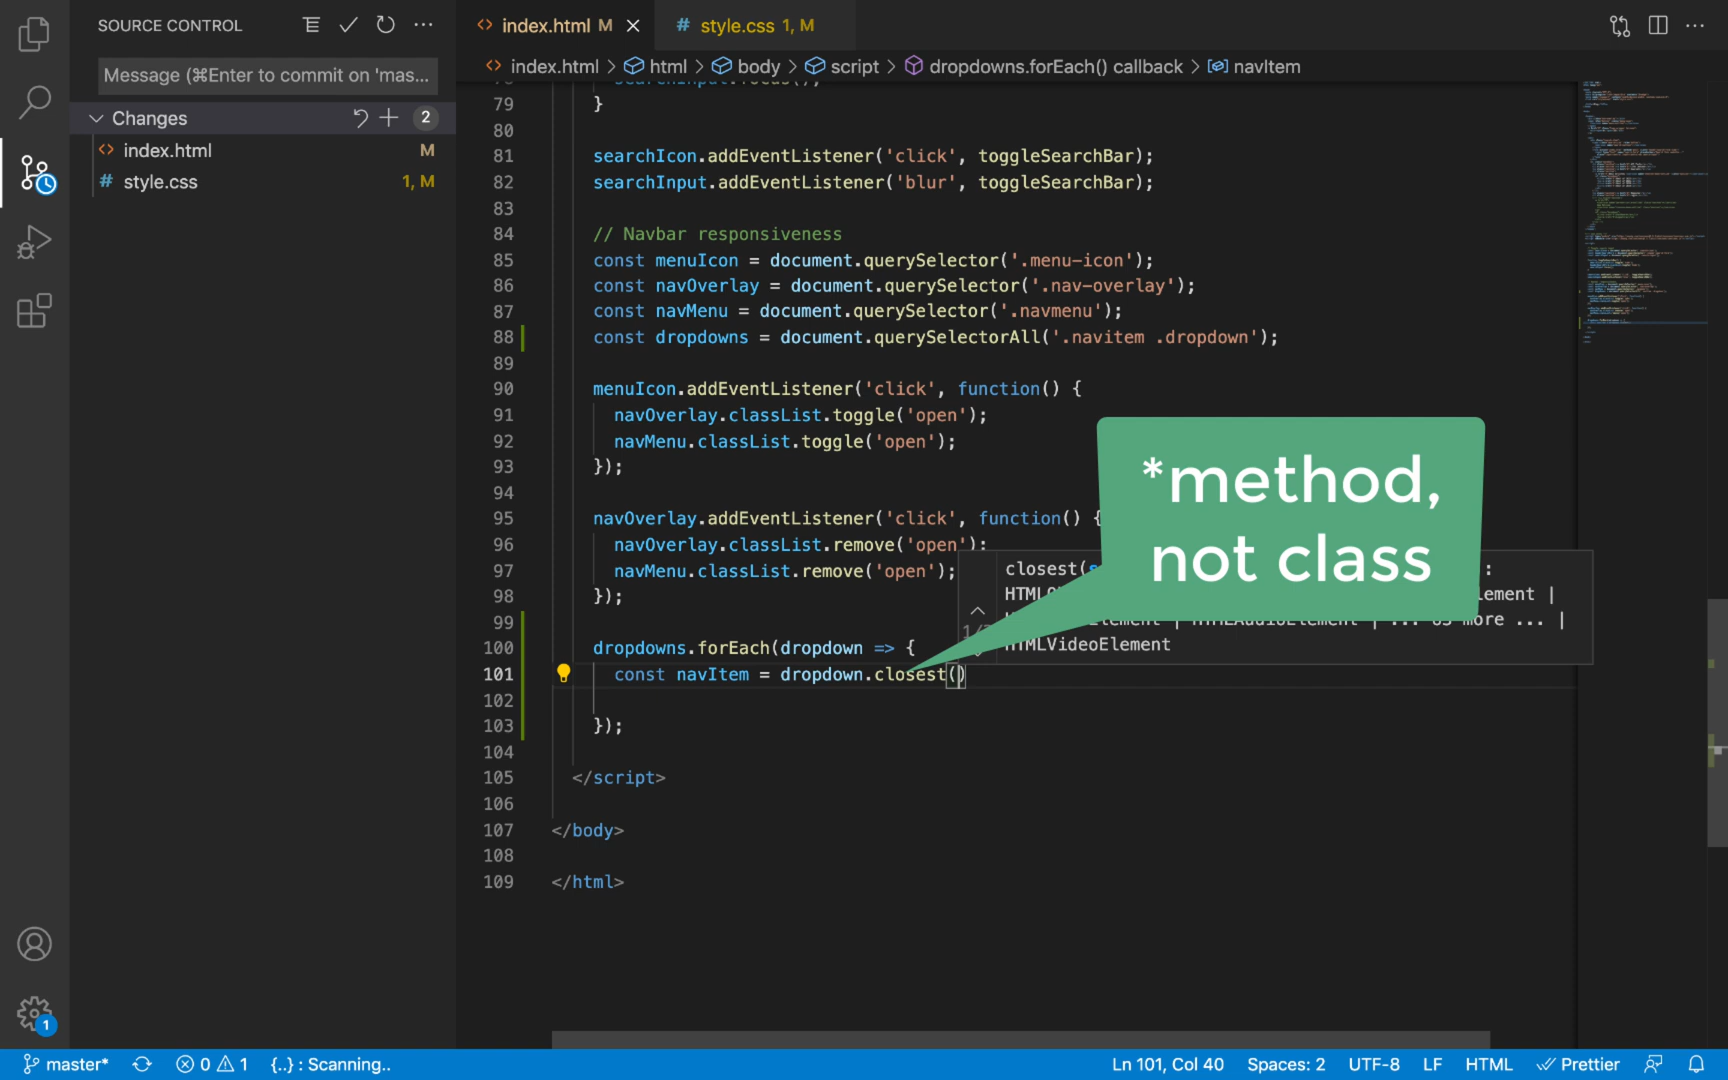 SOURCE CONTROL
index.html M
# style.css 1, M
Message (⌘Enter to commit on 'mas...
index.html > html > body > script > dropdowns.forEach() callback > navItem
Changes 2
index.html M
# style.css 1, M
79 }
80
81 searchIcon.addEventListener('click', toggleSearchBar);
82 searchInput.addEventListener('blur', toggleSearchBar);
83
84 // Navbar responsiveness
85 const menuIcon = document.querySelector('.menu-icon');
86 const navOverlay = document.querySelector('.nav-overlay');
87 const navMenu = document.querySelector('.navmenu');
88 const dropdowns = document.querySelectorAll('.navitem .dropdown');
89
90 menuIcon.addEventListener('click', function() {
91 navOverlay.classList.toggle('open');
92 navMenu.classList.toggle('open');
93 });
94
95 navOverlay.addEventListener('click', function() {
96 navOverlay.classList.remove('open');
97 navMenu.classList.remove('open');
98 });
99
100 dropdowns.forEach(dropdown => {
101 const navItem = dropdown.closest()
102
103 });
104
105 </script>
106
107 </body>
108
109 </html>
*method,
not class
closest(
HTMLVideoElement
master* 0 1 {..} : Scanning.. Ln 101, Col 40 Spaces: 2 UTF-8 LF HTML Prettier
1